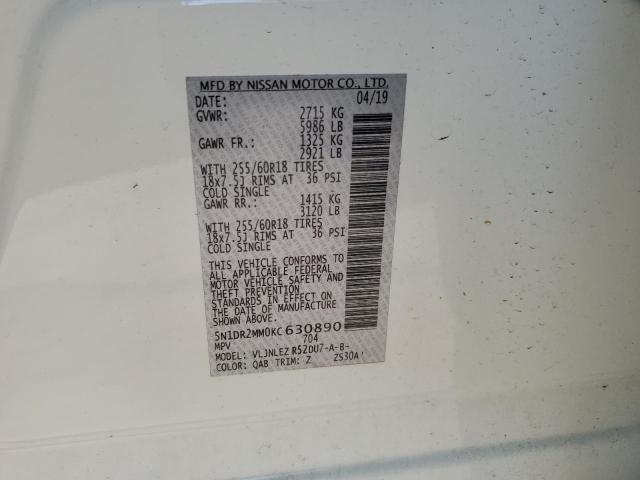 MFD BY NISSAN MOTOR CO., LTD.
DATE: 04/19
GVWR: 2715 KG
5986 LB
GAWR FR.: 1325 KG
2921 LB
WITH 255/60R18 TIRES
18x7.5J RIMS AT 36 PSI
COLD SINGLE
GAWR RR.: 1415 KG
3120 LB
WITH 255/60R18 TIRES
18x7.5J RIMS AT 36 PSI
COLD SINGLE
THIS VEHICLE CONFORMS TO
ALL APPLICABLE FEDERAL
MOTOR VEHICLE SAFETY AND
THEFT PREVENTION
STANDARDS IN EFFECT ON
THE DATE OF MANUFACTURE
SHOWN ABOVE.
5N1DR2MM0KC630890
MPV 704
MODEL: VLJNLEZ R52DU7-A-B-
COLOR: QAB TRIM: Z ZS30A